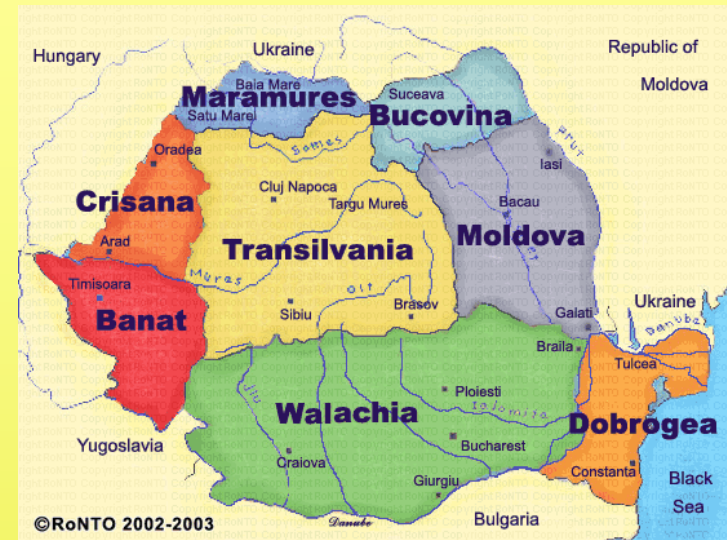 Hungary
Ukraine
Republic of
Moldova
Maramures
Baia Mare
Satu Marel
Bucovina
Suceava
Prut
Somes
Iasi
Oradea
Crisana
Cluj Napoca
Targu Mures
Bacau
Arad
Transilvania
Moldova
Mures
Timisoara
Banat
Olt
Sibiu
Brasov
Galati
Ukraine
Danube
Braila
Tulcea
Jiu
Ploiesti
Ialomita
Walachia
Dobrogea
Yugoslavia
Bucharest
Craiova
Constanta
Giurgiu
Black
Sea
Danube
Bulgaria
©RoNTO 2002-2003